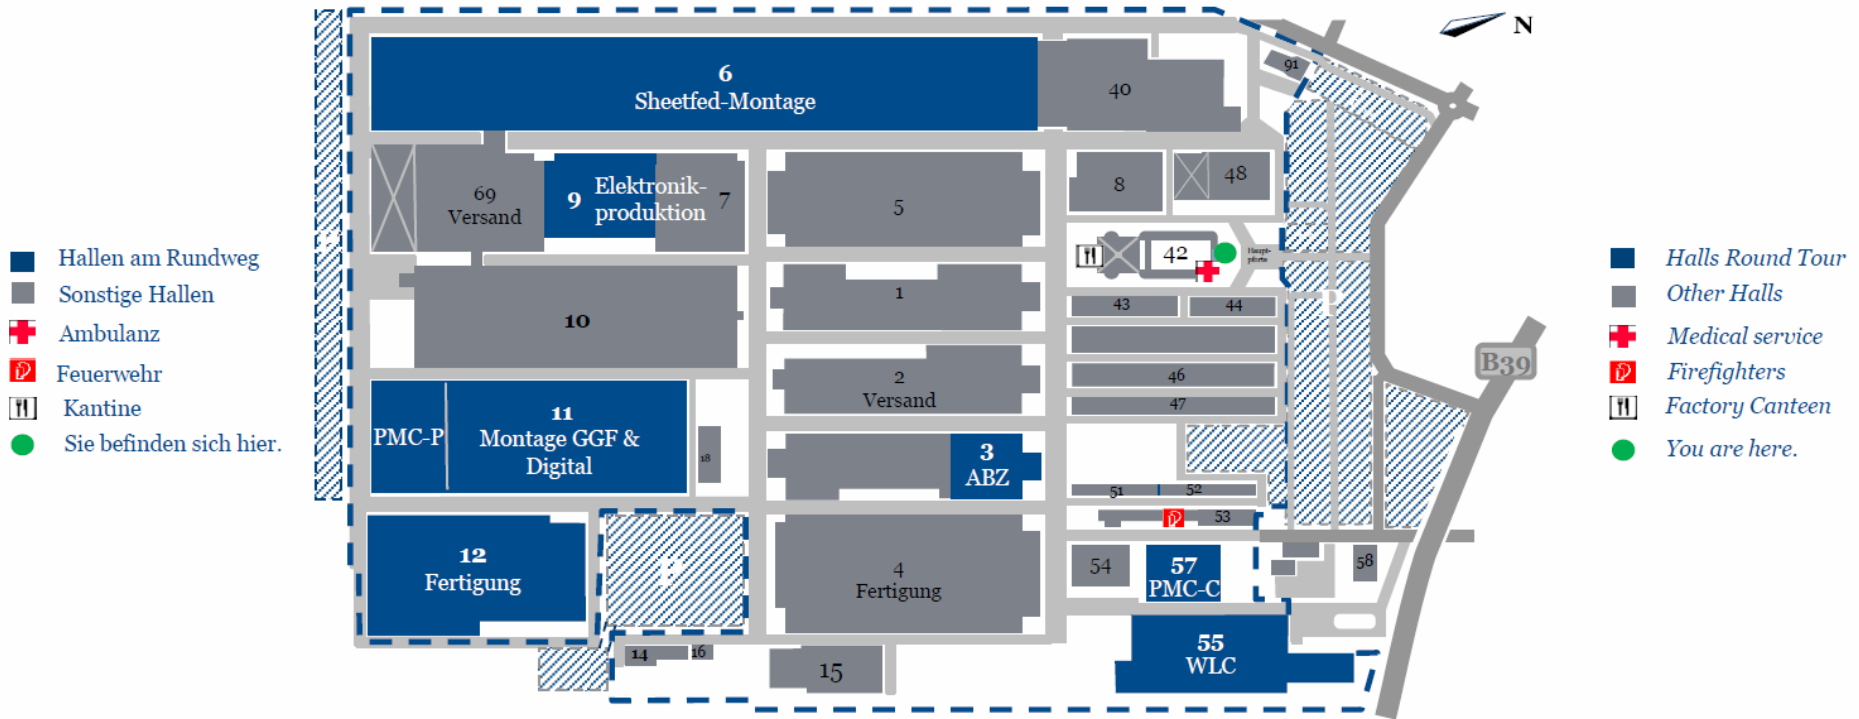 N
91
6
Sheetfed-Montage
40
69
Versand
9
Elektronik-
produktion
7
5
8
48
42
Haupt-
pforte
Hallen am Rundweg
Sonstige Hallen
Ambulanz
Feuerwehr
Kantine
Sie befinden sich hier.
10
1
43
44
P
P
B39
2
Versand
46
47
PMC-P
11
Montage GGF &
Digital
18
3
ABZ
51
52
53
12
Fertigung
P
4
Fertigung
54
57
PMC-C
58
14
16
15
55
WLC
Halls Round Tour
Other Halls
Medical service
Firefighters
Factory Canteen
You are here.